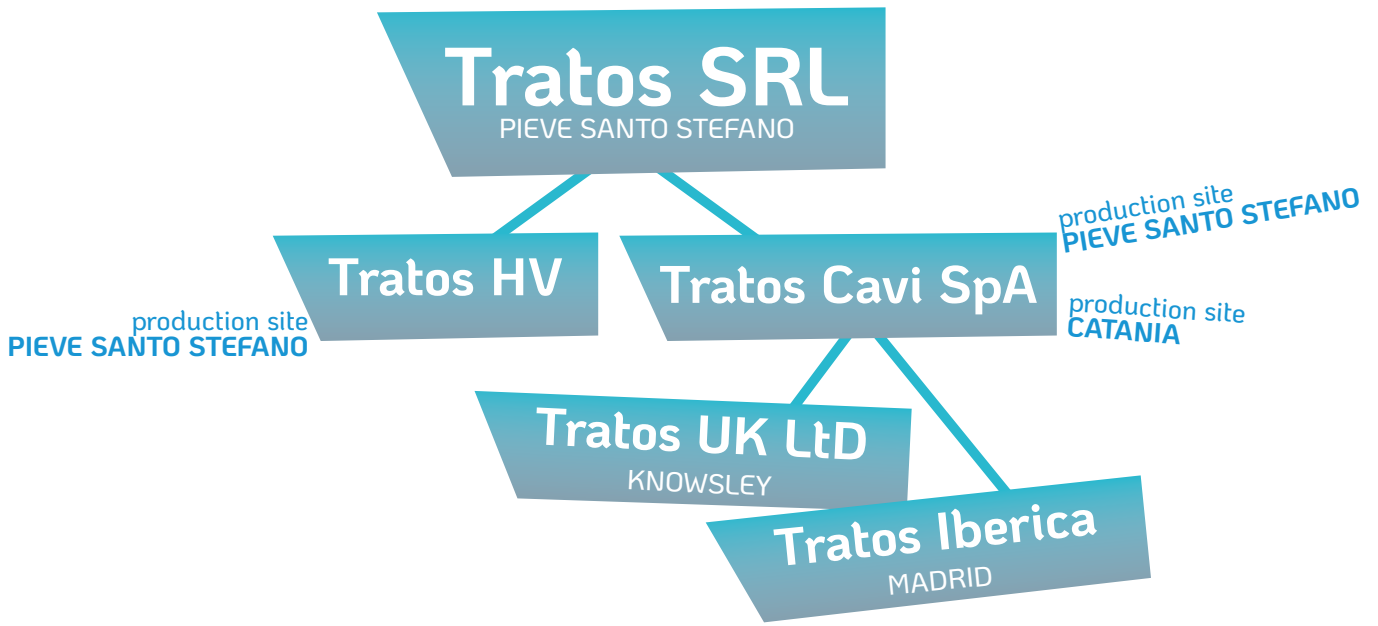 Tratos SRL
PIEVE SANTO STEFANO
production site
PIEVE SANTO STEFANO
Tratos HV
Tratos Cavi SpA
production site
PIEVE SANTO STEFANO
production site
CATANIA
Tratos UK LtD
KNOWSLEY
Tratos Iberica
MADRID